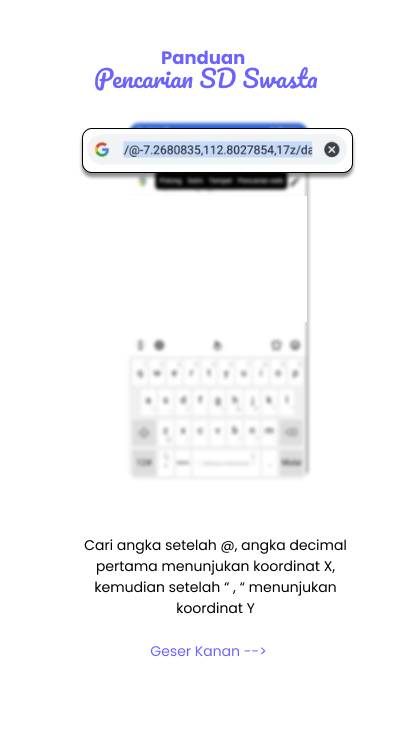 Panduan
Pencarian SD Swasta
/@-7.2680835,112.8027854,17z/da
q w e r t y u i o p
a s d f g h j k l
z x c v b n m
Cari angka setelah @, angka decimal
pertama menunjukan koordinat X,
kemudian setelah “ , “ menunjukan
koordinat Y
Geser Kanan -->